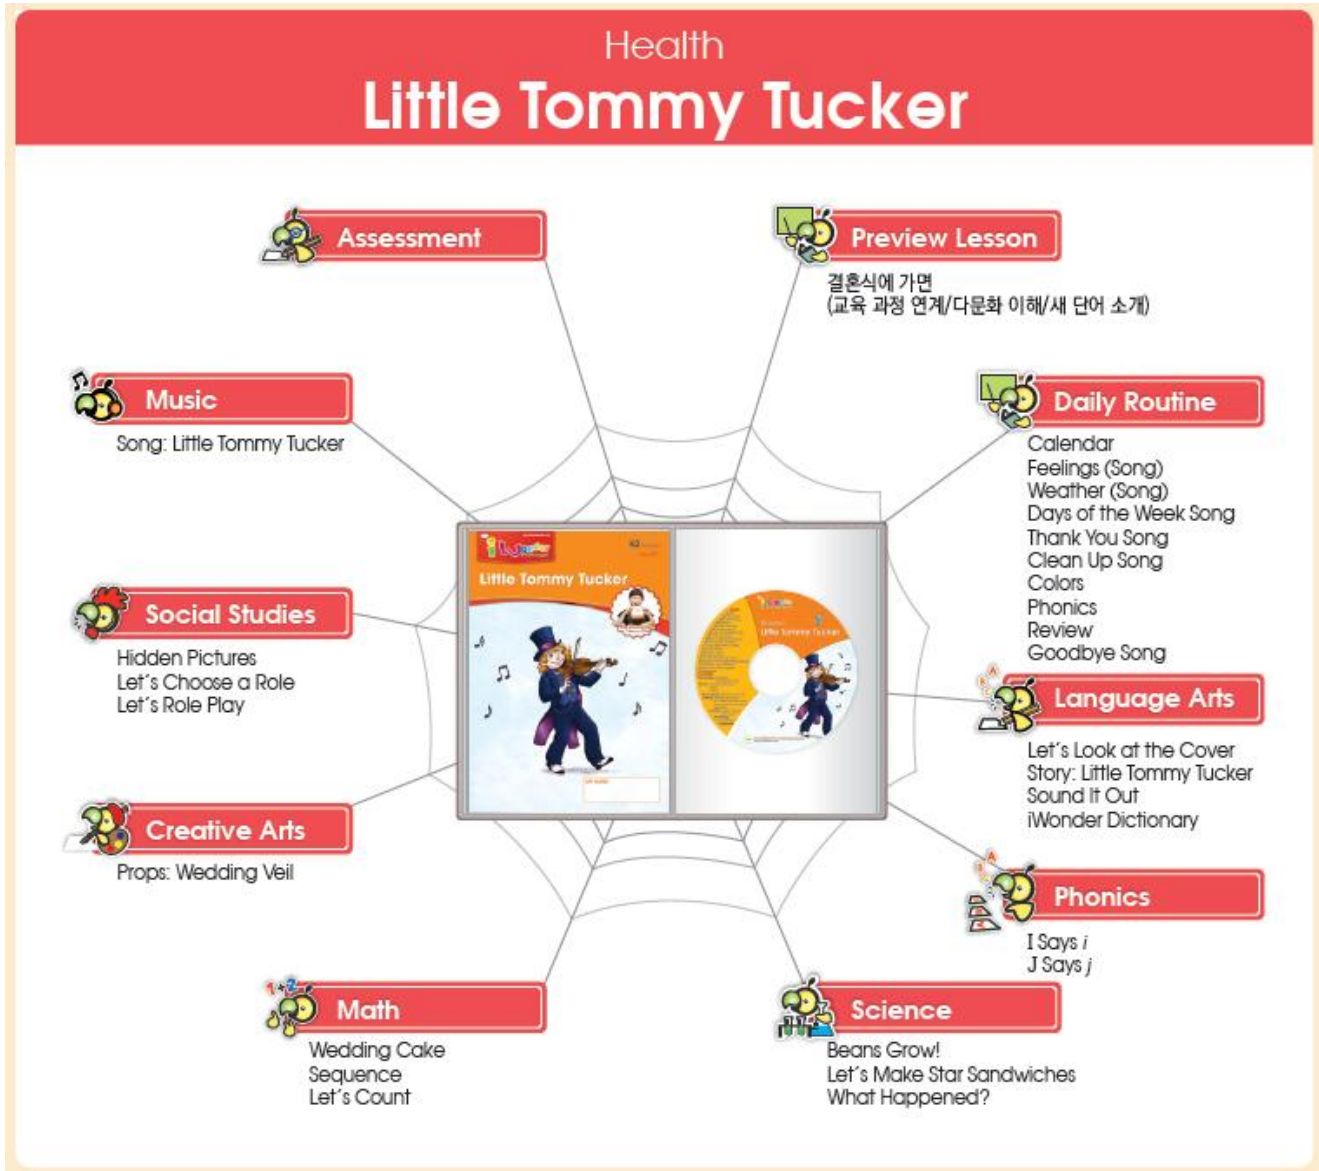 Health
Little Tommy Tucker
Assessment
Preview Lesson
결혼식에 가면
(교육 과정 연계/다문화 이해/새 단어 소개)
Music
Song: Little Tommy Tucker
Daily Routine
Calendar
Feelings (Song)
Weather (Song)
Days of the Week Song
Thank You Song
Clean Up Song
Colors
Phonics
Review
Goodbye Song
Little Tommy Tucker
Little Tommy Tucker
Social Studies
Hidden Pictures
Let's Choose a Role
Let's Role Play
Language Arts
Let's Look at the Cover
Story: Little Tommy Tucker
Sound It Out
iWonder Dictionary
Creative Arts
Props: Wedding Veil
Phonics
I Says i
J Says j
1+2
Math
Wedding Cake
Sequence
Let's Count
Science
Beans Grow!
Let's Make Star Sandwiches
What Happened?